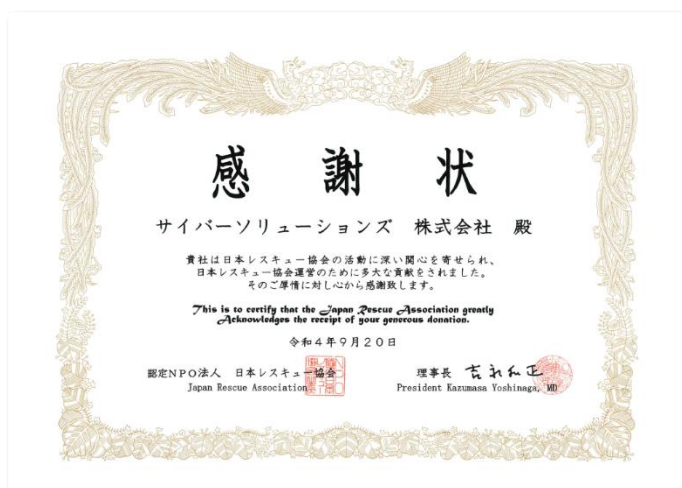 感謝状
サイバーソリューションズ 株式会社 殿
貴社は日本レスキュー協会の活動に深い関心を寄せられ、
日本レスキュー協会運営のために多大な貢献をされました。
そのご厚情に対し心から感謝致します。
This is to certify that the Japan Rescue Association greatly
Acknowledges the receipt of your generous donation.
令和4年9月20日
認定NPO法人 日本レスキュー協会
Japan Rescue Association
理事長 吉永和正
President Kazumasa Yoshinaga, MD